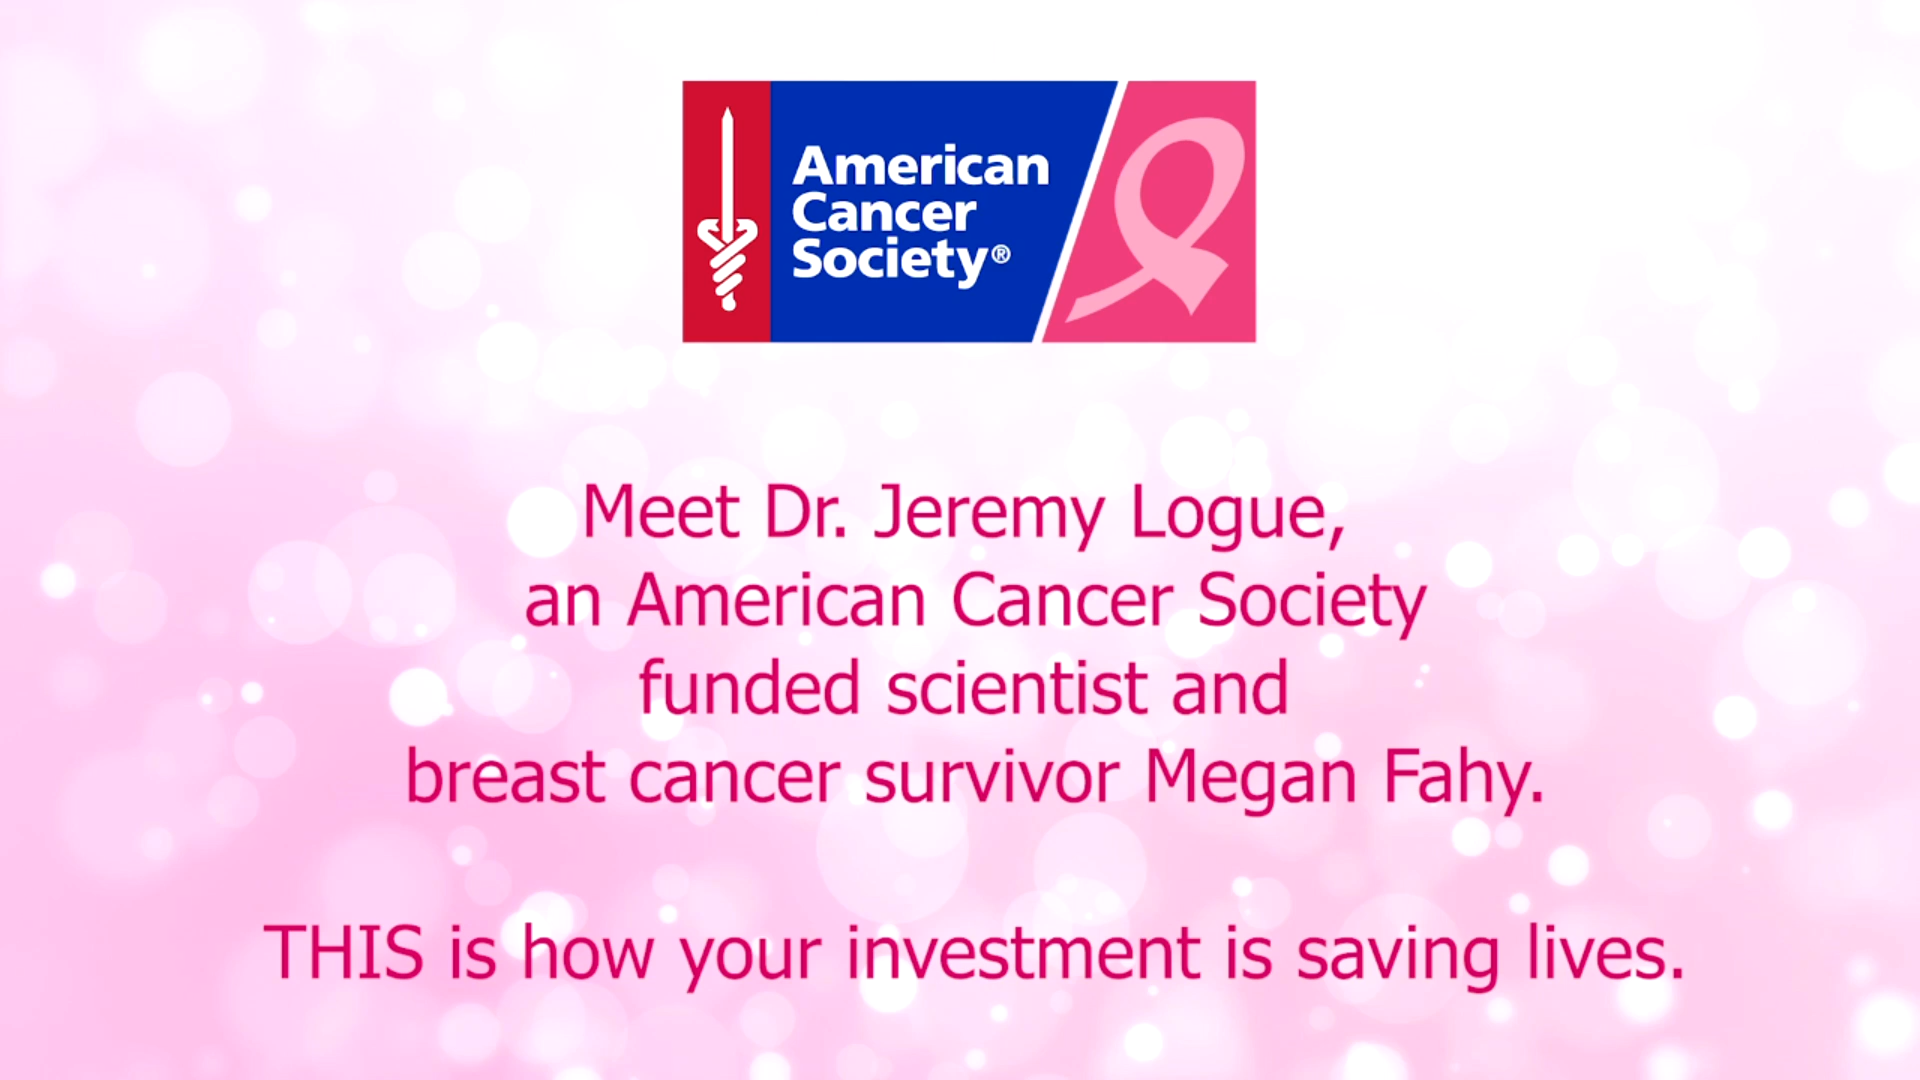 American
Cancer
Society®
Meet Dr. Jeremy Logue,
an American Cancer Society
funded scientist and
breast cancer survivor Megan Fahy.
THIS is how your investment is saving lives.